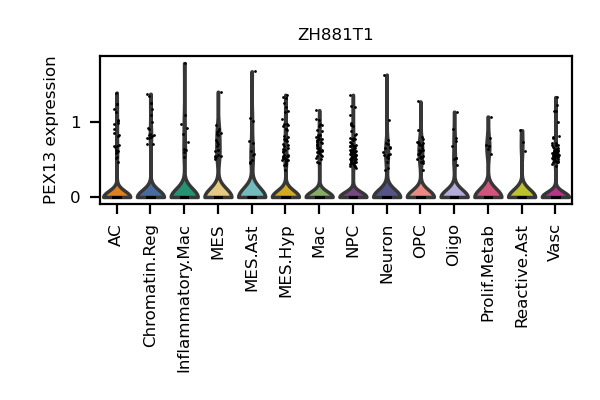 ZH881T1
PEX13 expression
1
0
AC
Chromatin.Reg
Inflammatory.Mac
MES
MES.Ast
MES.Hyp
Mac
NPC
Neuron
OPC
Oligo
Prolif.Metab
Reactive.Ast
Vasc